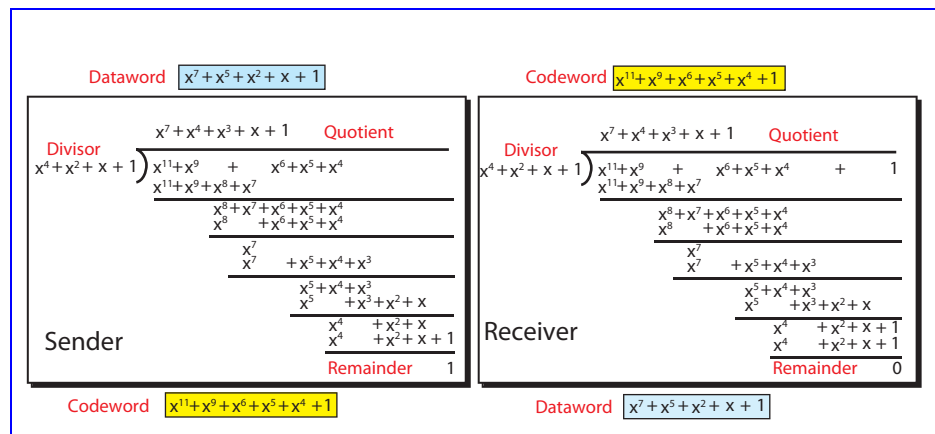 Dataword x⁷+x⁵+x²+x+1
x⁷+x⁴+x³+x+1 Quotient
Divisor
x⁴+x²+x+1 x¹¹+x⁹ + x⁶+x⁵+x⁴
x¹¹+x⁹+x⁸+x⁷
x⁸+x⁷+x⁶+x⁵+x⁴
x⁸ +x⁶+x⁵+x⁴
x⁷
x⁷ +x⁵+x⁴+x³
x⁵+x⁴+x³
x⁵ +x³+x²+x
x⁴ +x²+x
x⁴ +x²+x+1
Sender
Remainder 1
Codeword x¹¹+x⁹+x⁶+x⁵+x⁴+1
Codeword x¹¹+x⁹+x⁶+x⁵+x⁴+1
x⁷+x⁴+x³+x+1 Quotient
Divisor
x⁴+x²+x+1 x¹¹+x⁹ + x⁶+x⁵+x⁴ + 1
x¹¹+x⁹+x⁸+x⁷
x⁸+x⁷+x⁶+x⁵+x⁴
x⁸ +x⁶+x⁵+x⁴
x⁷
x⁷ +x⁵+x⁴+x³
x⁵+x⁴+x³
x⁵ +x³+x²+x
x⁴ +x²+x+1
x⁴ +x²+x+1
Receiver
Remainder 0
Dataword x⁷+x⁵+x²+x+1